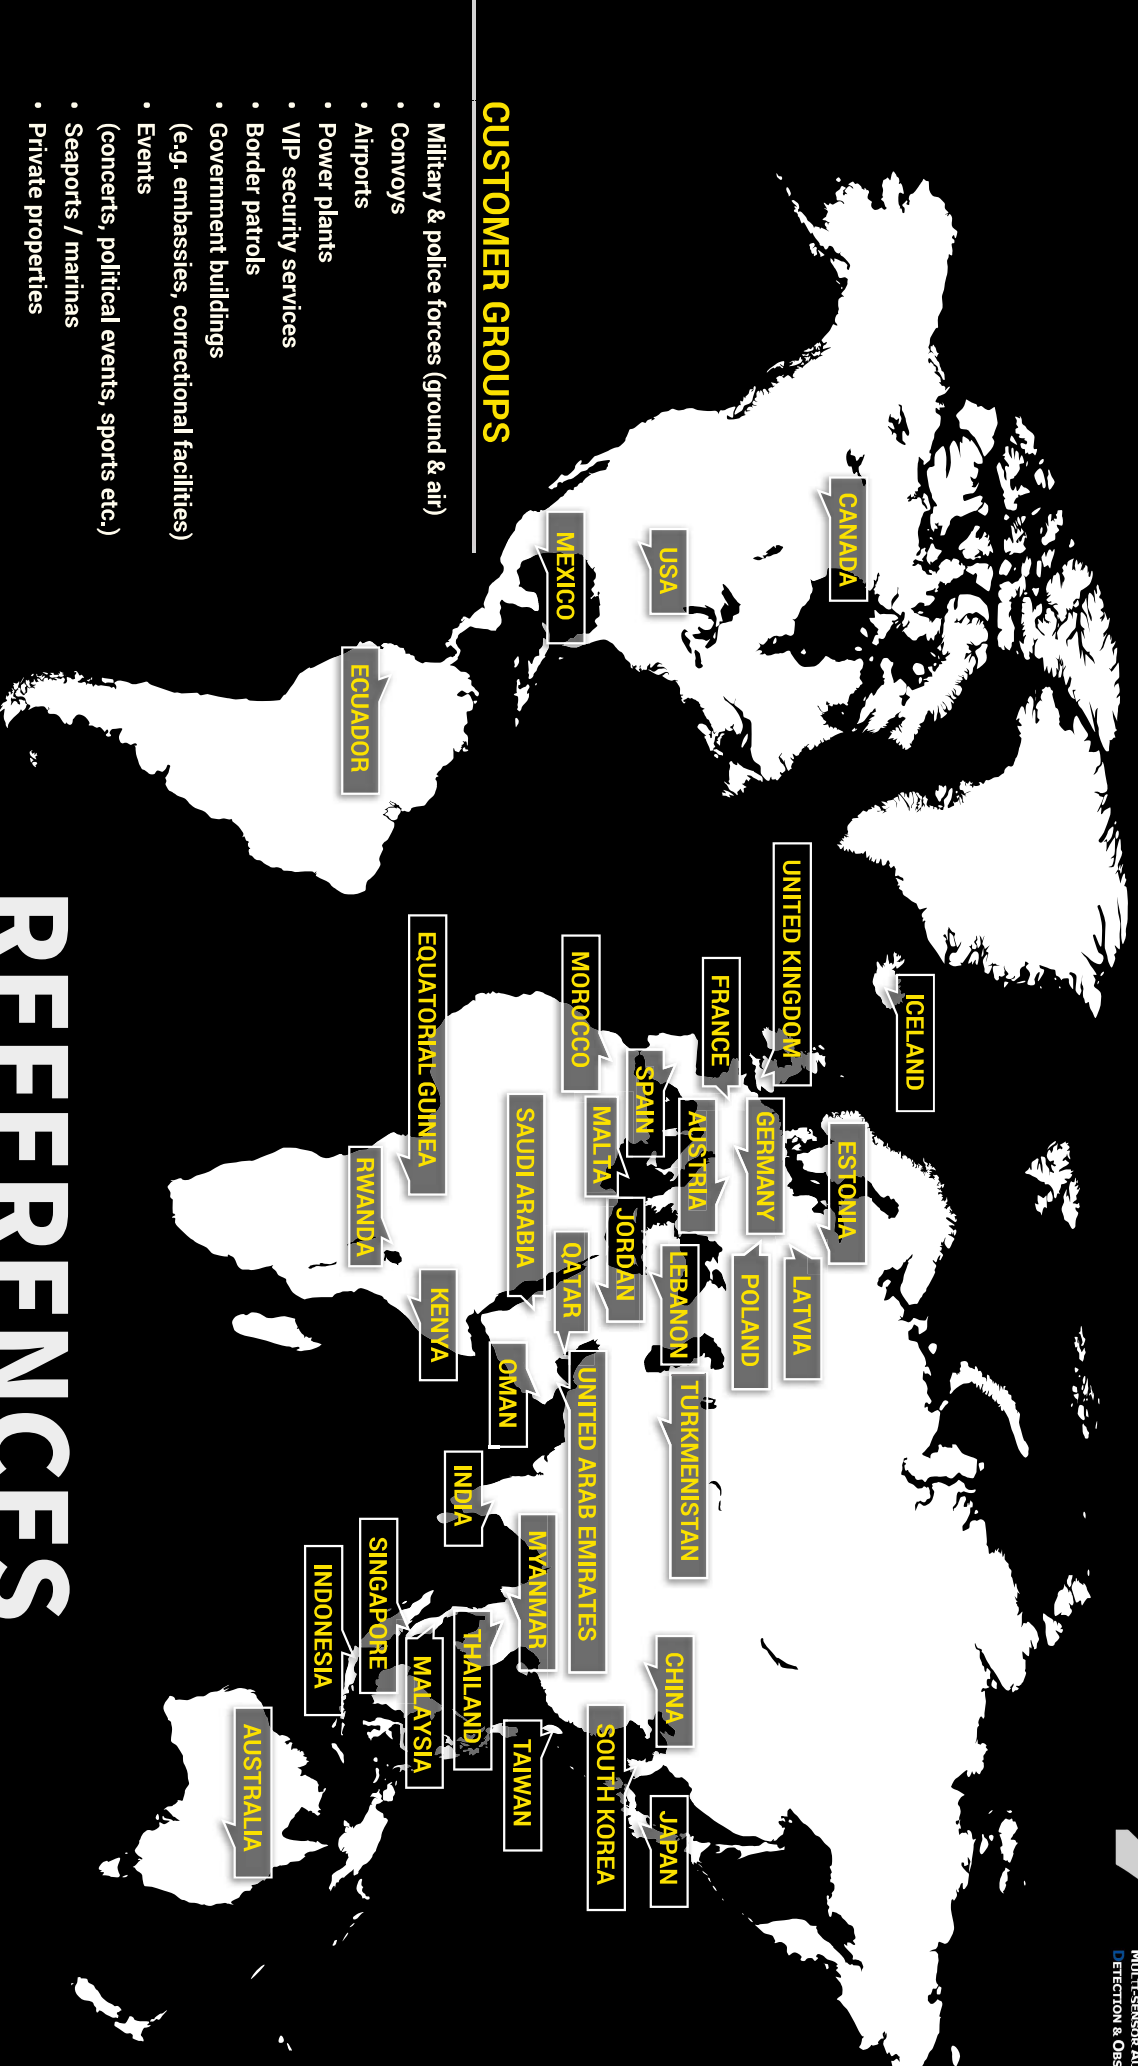 MULTI-SENSOR
DETECTION &
ICELAND
CANADA
ESTONIA
UNITED KINGDOM
LATVIA
GERMANY
POLAND
FRANCE
AUSTRIA
TURKMENISTAN
LEBANON
CHINA
USA
JAPAN
SPAIN
JORDAN
SOUTH KOREA
MALTA
UNITED ARAB EMIRATES
MOROCCO
QATAR
MEXICO
MYANMAR
SAUDI ARABIA
TAIWAN
OMAN
CUSTOMER GROUPS
THAILAND
INDIA
KENYA
EQUATORIAL GUINEA
MALAYSIA
SINGAPORE
RWANDA
ECUADOR
INDONESIA
AUSTRALIA
• Military & police forces (ground & air)
• Convoys
• Airports
• Power plants
• VIP security services
• Border patrols
• Government buildings
(e.g. embassies, correctional facilities)
• Events
(concerts, political events, sports etc.)
• Seaports / marinas
• Private properties
REFERENCES